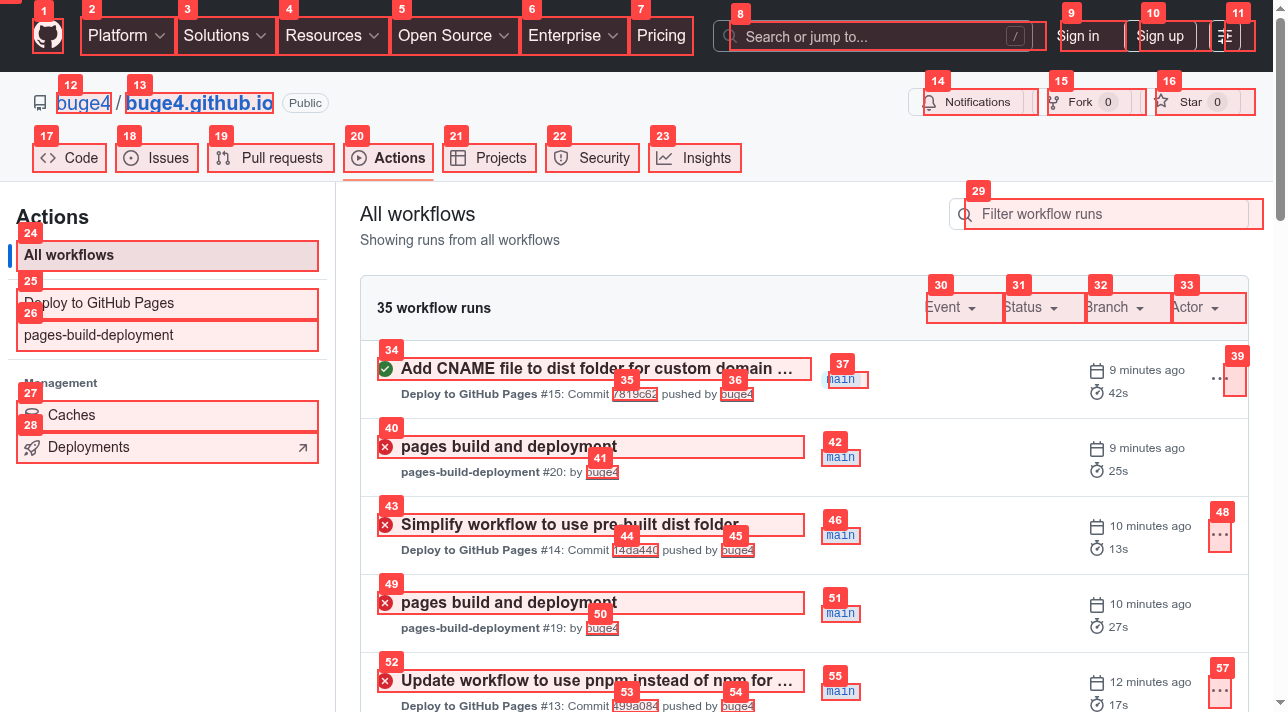 1 2 3 4 5 6 7 8 9 10 11
Platform Solutions Resources Open Source Enterprise Pricing Search or jump to... / Sign in Sign up
12 13 14 15 16
buge4 / buge4.github.io Public Notifications Fork 0 Star 0
17 18 19 20 21 22 23
Code Issues Pull requests Actions Projects Security Insights
Actions
24
All workflows
25
Deploy to GitHub Pages
26
pages-build-deployment
Management
27
Caches
28
Deployments
All workflows
Showing runs from all workflows
29
Filter workflow runs
30 31 32 33
35 workflow runs Event Status Branch Actor
34 37 39
Add CNAME file to dist folder for custom domain … main 9 minutes ago
35 36
Deploy to GitHub Pages #15: Commit 7819c62 pushed by buge4 42s
40 42
pages build and deployment main 9 minutes ago
41
pages-build-deployment #20: by buge4 25s
43 46 48
Simplify workflow to use pre-built dist folder main 10 minutes ago
44 45
Deploy to GitHub Pages #14: Commit 14da440 pushed by buge4 13s
49 51
pages build and deployment main 10 minutes ago
50
pages-build-deployment #19: by buge4 27s
52 55 57
Update workflow to use pnpm instead of npm for … main 12 minutes ago
53 54
Deploy to GitHub Pages #13: Commit 499a084 pushed by buge4 17s